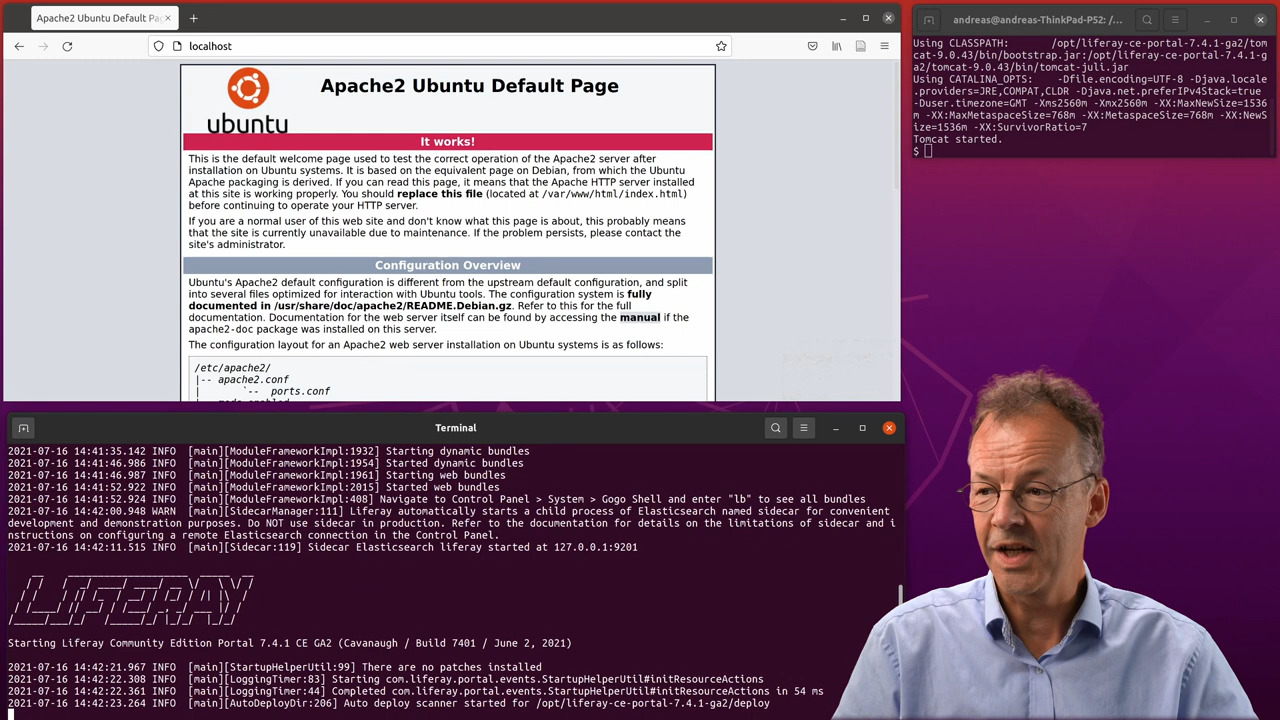 Apache2 Ubuntu Default Pa
localhost
ubuntu
Apache2 Ubuntu Default Page
It works!
This is the default welcome page used to test the correct operation of the Apache2 server after
installation on Ubuntu systems. It is based on the equivalent page on Debian, from which the Ubuntu
Apache packaging is derived. If you can read this page, it means that the Apache HTTP server installed
at this site is working properly. You should replace this file (located at /var/www/html/index.html)
before continuing to operate your HTTP server.
If you are a normal user of this web site and don't know what this page is about, this probably means
that the site is currently unavailable due to maintenance. If the problem persists, please contact the
site's administrator.
Configuration Overview
Ubuntu's Apache2 default configuration is different from the upstream default configuration, and split
into several files optimized for interaction with Ubuntu tools. The configuration system is fully
documented in /usr/share/doc/apache2/README.Debian.gz. Refer to this for the full
documentation. Documentation for the web server itself can be found by accessing the manual if the
apache2-doc package was installed on this server.
The configuration layout for an Apache2 web server installation on Ubuntu systems is as follows:
/etc/apache2/
|-- apache2.conf
|       `--  ports.conf
andreas@andreas-ThinkPad-P52: /...
Using CLASSPATH:       /opt/liferay-ce-portal-7.4.1-ga2/tom
cat-9.0.43/bin/bootstrap.jar:/opt/liferay-ce-portal-7.4.1-g
a2/tomcat-9.0.43/bin/tomcat-juli.jar
Using CATALINA_OPTS:    -Dfile.encoding=UTF-8 -Djava.locale
.providers=JRE,COMPAT,CLDR -Djava.net.preferIPv4Stack=true
-Duser.timezone=GMT -Xms2560m -Xmx2560m -XX:MaxNewSize=1536
m -XX:MaxMetaspaceSize=768m -XX:MetaspaceSize=768m -XX:NewS
ize=1536m -XX:SurvivorRatio=7
Tomcat started.
$
Terminal
2021-07-16 14:41:35.142 INFO  [main][ModuleFrameworkImpl:1932] Starting dynamic bundles
2021-07-16 14:41:46.986 INFO  [main][ModuleFrameworkImpl:1954] Started dynamic bundles
2021-07-16 14:41:46.987 INFO  [main][ModuleFrameworkImpl:1961] Starting web bundles
2021-07-16 14:41:52.922 INFO  [main][ModuleFrameworkImpl:2015] Started web bundles
2021-07-16 14:41:52.924 INFO  [main][ModuleFrameworkImpl:408] Navigate to Control Panel > System > Gogo Shell and enter "lb" to see all bundles
2021-07-16 14:42:00.948 WARN  [main][SidecarManager:111] Liferay automatically starts a child process of Elasticsearch named sidecar for convenient
development and demonstration purposes. Do NOT use sidecar in production. Refer to the documentation for details on the limitations of sidecar and i
nstructions on configuring a remote Elasticsearch connection in the Control Panel.
2021-07-16 14:42:11.515 INFO  [main][Sidecar:119] Sidecar Elasticsearch liferay started at 127.0.0.1:9201
LIFERAY
Starting Liferay Community Edition Portal 7.4.1 CE GA2 (Cavanaugh / Build 7401 / June 2, 2021)
2021-07-16 14:42:21.967 INFO  [main][StartupHelperUtil:99] There are no patches installed
2021-07-16 14:42:22.308 INFO  [main][LoggingTimer:83] Starting com.liferay.portal.events.StartupHelperUtil#initResourceActions
2021-07-16 14:42:22.361 INFO  [main][LoggingTimer:44] Completed com.liferay.portal.events.StartupHelperUtil#initResourceActions in 54 ms
2021-07-16 14:42:23.264 INFO  [main][AutoDeployDir:206] Auto deploy scanner started for /opt/liferay-ce-portal-7.4.1-ga2/deploy